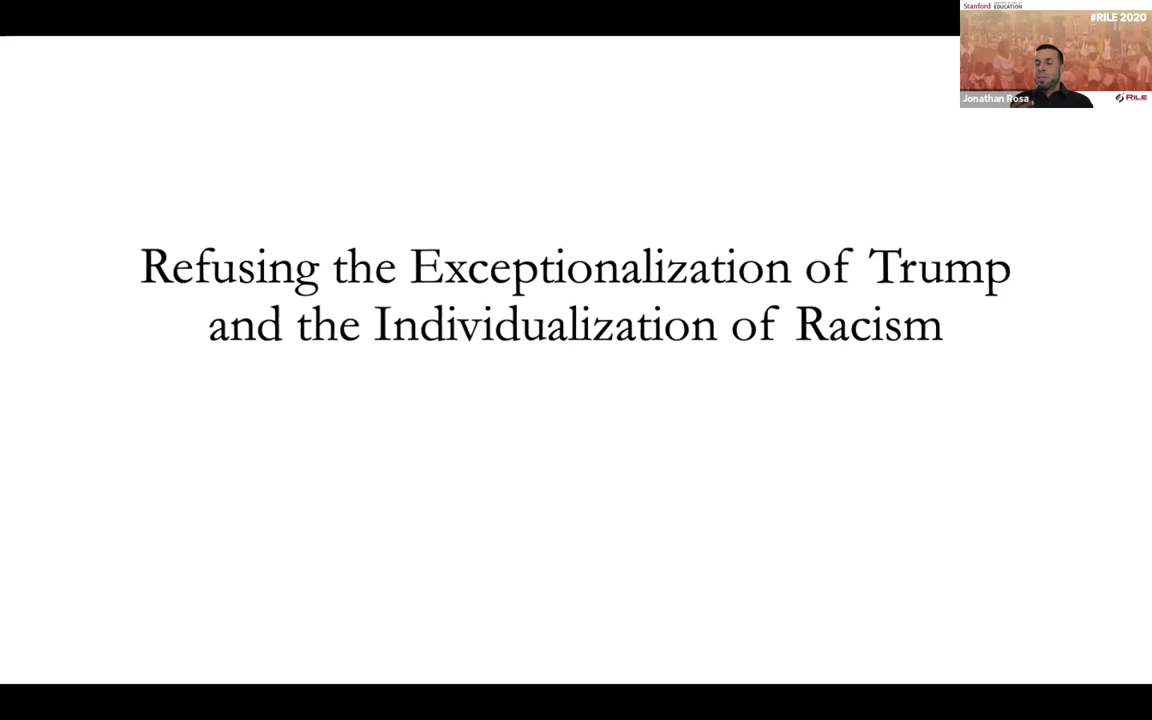 Stanford EDUCATION
#RILE 2020
Jonathan Rosa
RILE
Refusing the Exceptionalization of Trump
and the Individualization of Racism